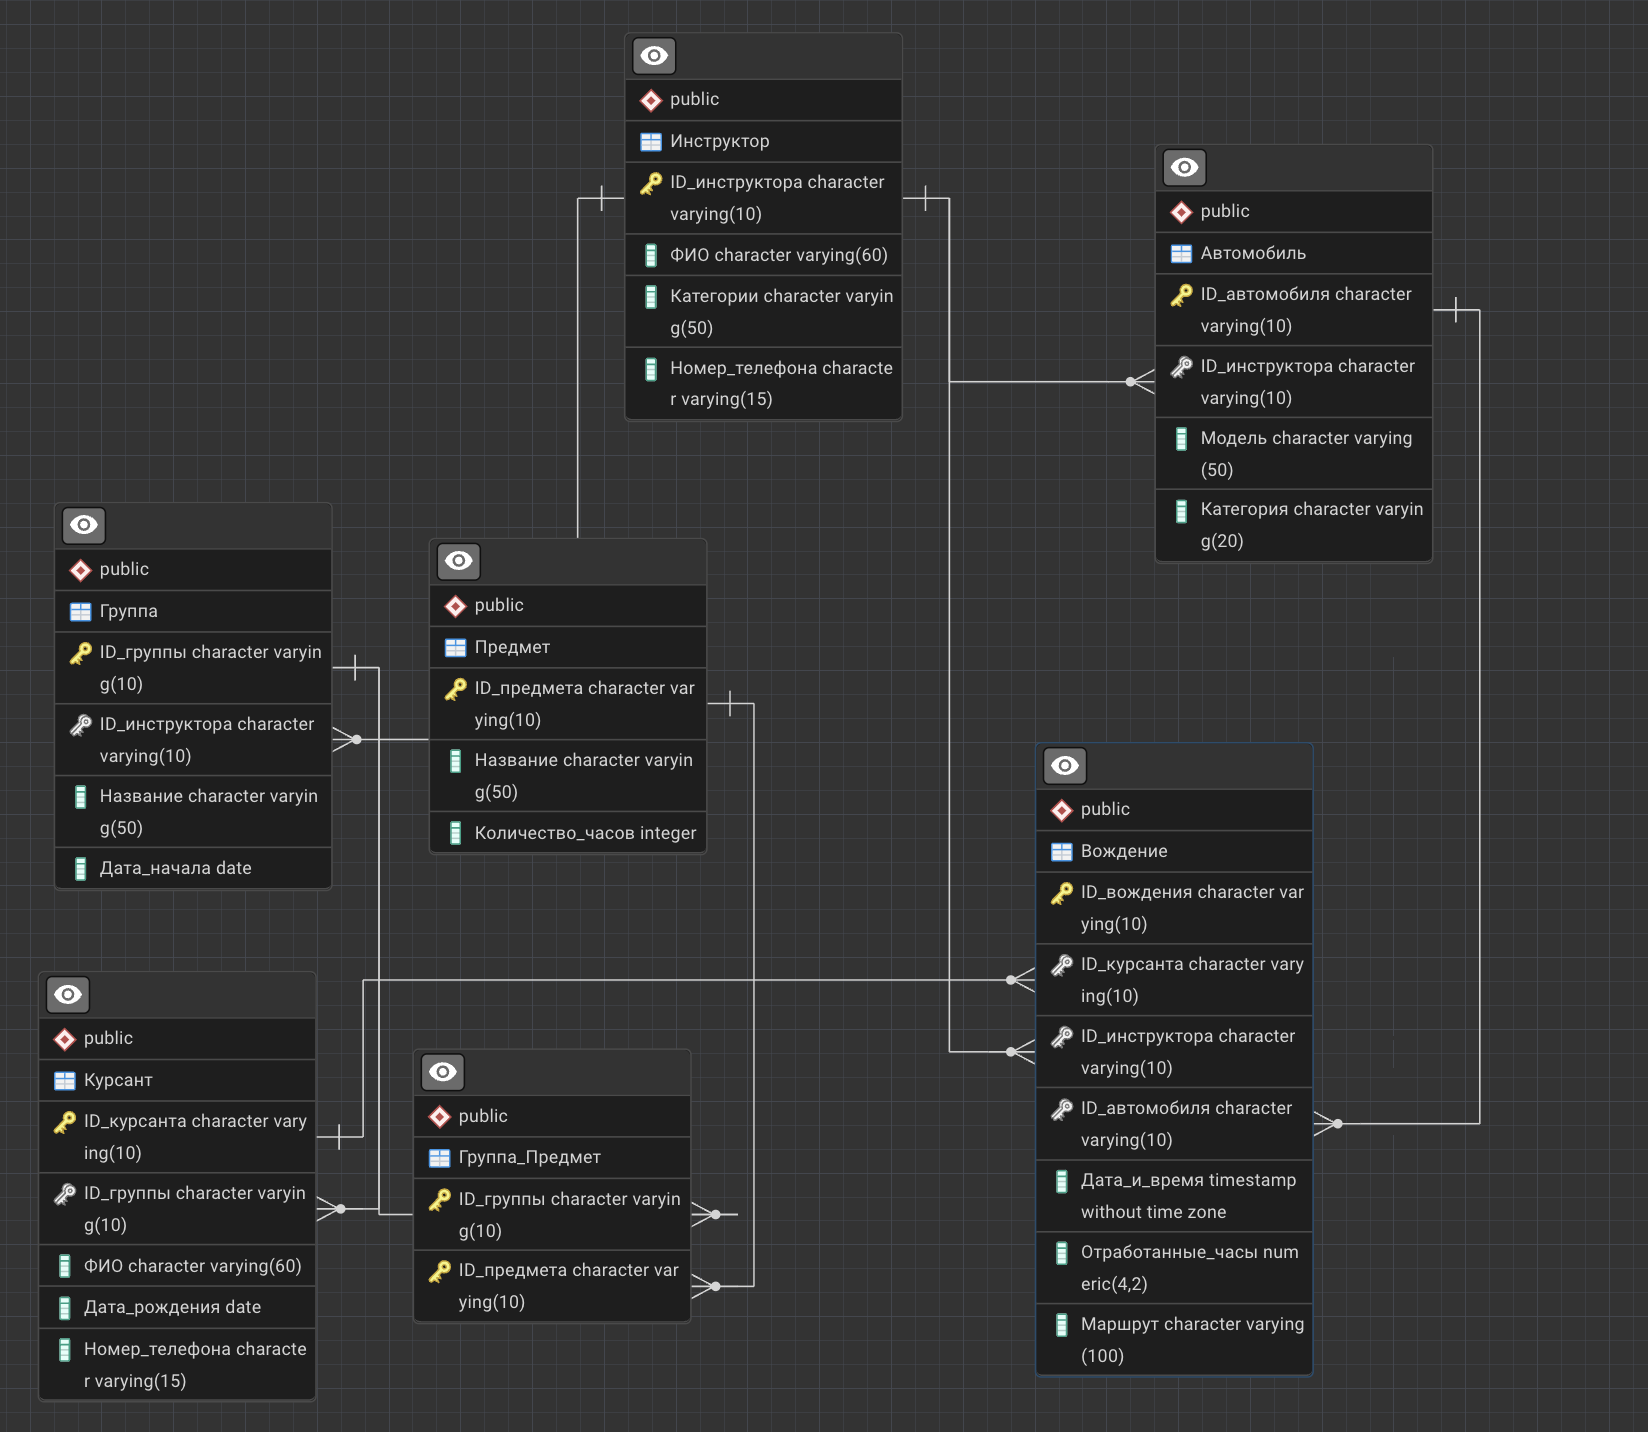 public
Инструктор
ID_инструктора character
varying(10)
ФИО character varying(60)
Категории character varyin
g(50)
Номер_телефона characte
r varying(15)
public
Автомобиль
ID_автомобиля character
varying(10)
ID_инструктора character
varying(10)
Модель character varying
(50)
Категория character varyin
g(20)
public
Группа
ID_группы character varyin
g(10)
ID_инструктора character
varying(10)
Название character varyin
g(50)
Дата_начала date
public
Предмет
ID_предмета character var
ying(10)
Название character varyin
g(50)
Количество_часов integer
public
Вождение
ID_вождения character var
ying(10)
ID_курсанта character vary
ing(10)
ID_инструктора character
varying(10)
ID_автомобиля character
varying(10)
Дата_и_время timestamp
without time zone
Отработанные_часы num
eric(4,2)
Маршрут character varying
(100)
public
Курсант
ID_курсанта character vary
ing(10)
ID_группы character varyin
g(10)
ФИО character varying(60)
Дата_рождения date
Номер_телефона characte
r varying(15)
public
Группа_Предмет
ID_группы character varyin
g(10)
ID_предмета character var
ying(10)